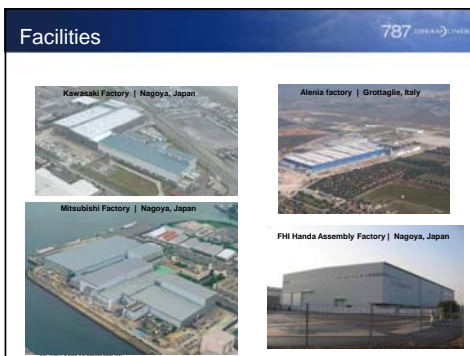 Facilities
787 DREAMLINER
Kawasaki Factory | Nagoya, Japan
Alenia factory | Grottaglie, Italy
Mitsubishi Factory | Nagoya, Japan
FHI Handa Assembly Factory | Nagoya, Japan